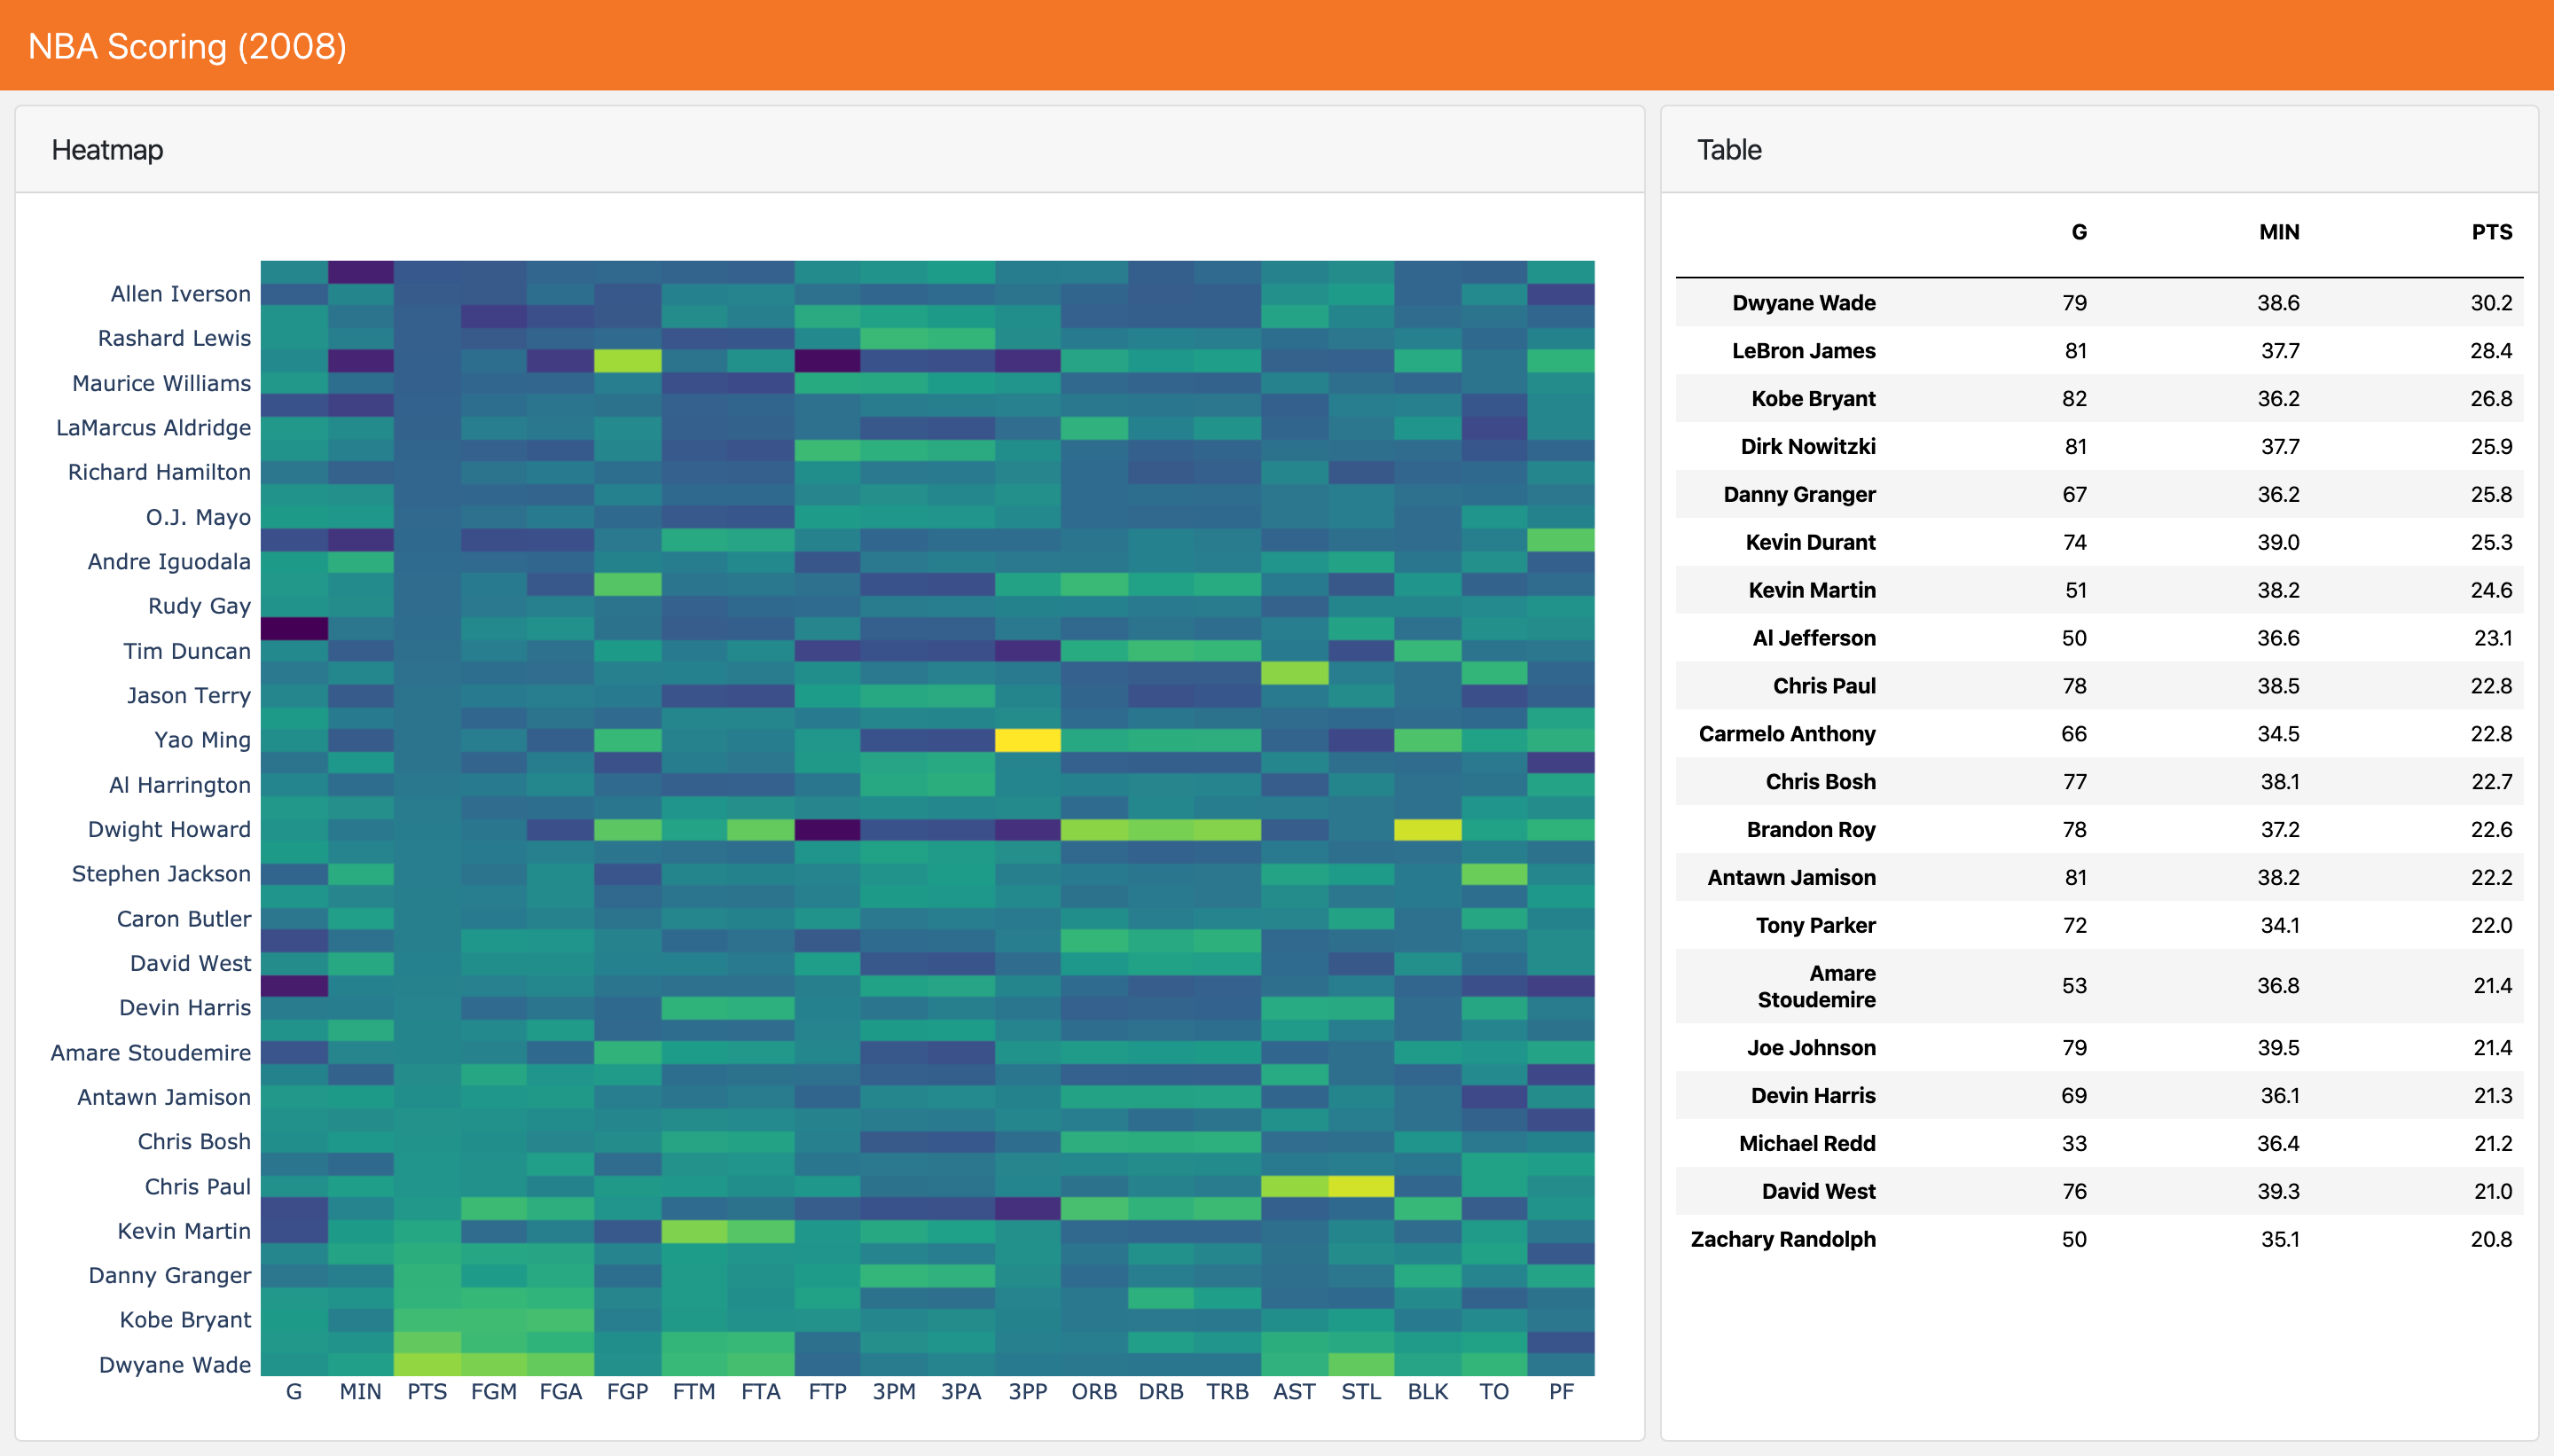 NBA Scoring (2008)
Heatmap
Allen Iverson
Rashard Lewis
Maurice Williams
LaMarcus Aldridge
Richard Hamilton
O.J. Mayo
Andre Iguodala
Rudy Gay
Tim Duncan
Jason Terry
Yao Ming
Al Harrington
Dwight Howard
Stephen Jackson
Caron Butler
David West
Devin Harris
Amare Stoudemire
Antawn Jamison
Chris Bosh
Chris Paul
Kevin Martin
Danny Granger
Kobe Bryant
Dwyane Wade
G MIN PTS FGM FGA FGP FTM FTA FTP 3PM 3PA 3PP ORB DRB TRB AST STL BLK TO PF
Table
G MIN PTS
Dwyane Wade 79 38.6 30.2
LeBron James 81 37.7 28.4
Kobe Bryant 82 36.2 26.8
Dirk Nowitzki 81 37.7 25.9
Danny Granger 67 36.2 25.8
Kevin Durant 74 39.0 25.3
Kevin Martin 51 38.2 24.6
Al Jefferson 50 36.6 23.1
Chris Paul 78 38.5 22.8
Carmelo Anthony 66 34.5 22.8
Chris Bosh 77 38.1 22.7
Brandon Roy 78 37.2 22.6
Antawn Jamison 81 38.2 22.2
Tony Parker 72 34.1 22.0
Amare
Stoudemire 53 36.8 21.4
Joe Johnson 79 39.5 21.4
Devin Harris 69 36.1 21.3
Michael Redd 33 36.4 21.2
David West 76 39.3 21.0
Zachary Randolph 50 35.1 20.8